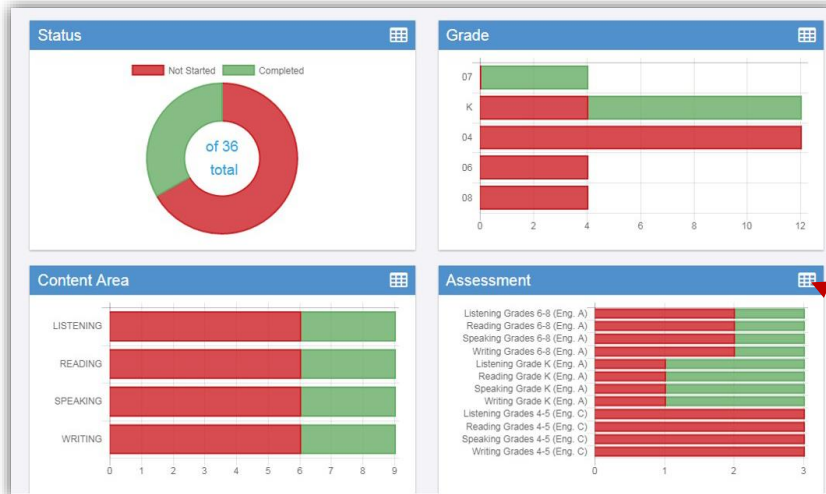 Status
Not Started Completed
of 36
total
Grade
07
K
04
06
08
0 2 4 6 8 10 12
Content Area
LISTENING
READING
SPEAKING
WRITING
0 1 2 3 4 5 6 7 8 9
Assessment
Listening Grades 6-8 (Eng. A)
Reading Grades 6-8 (Eng. A)
Speaking Grades 6-8 (Eng. A)
Writing Grades 6-8 (Eng. A)
Listening Grade K (Eng. A)
Reading Grade K (Eng. A)
Speaking Grade K (Eng. A)
Writing Grade K (Eng. A)
Listening Grades 4-5 (Eng. C)
Reading Grades 4-5 (Eng. C)
Speaking Grades 4-5 (Eng. C)
Writing Grades 4-5 (Eng. C)
0 1 2 3